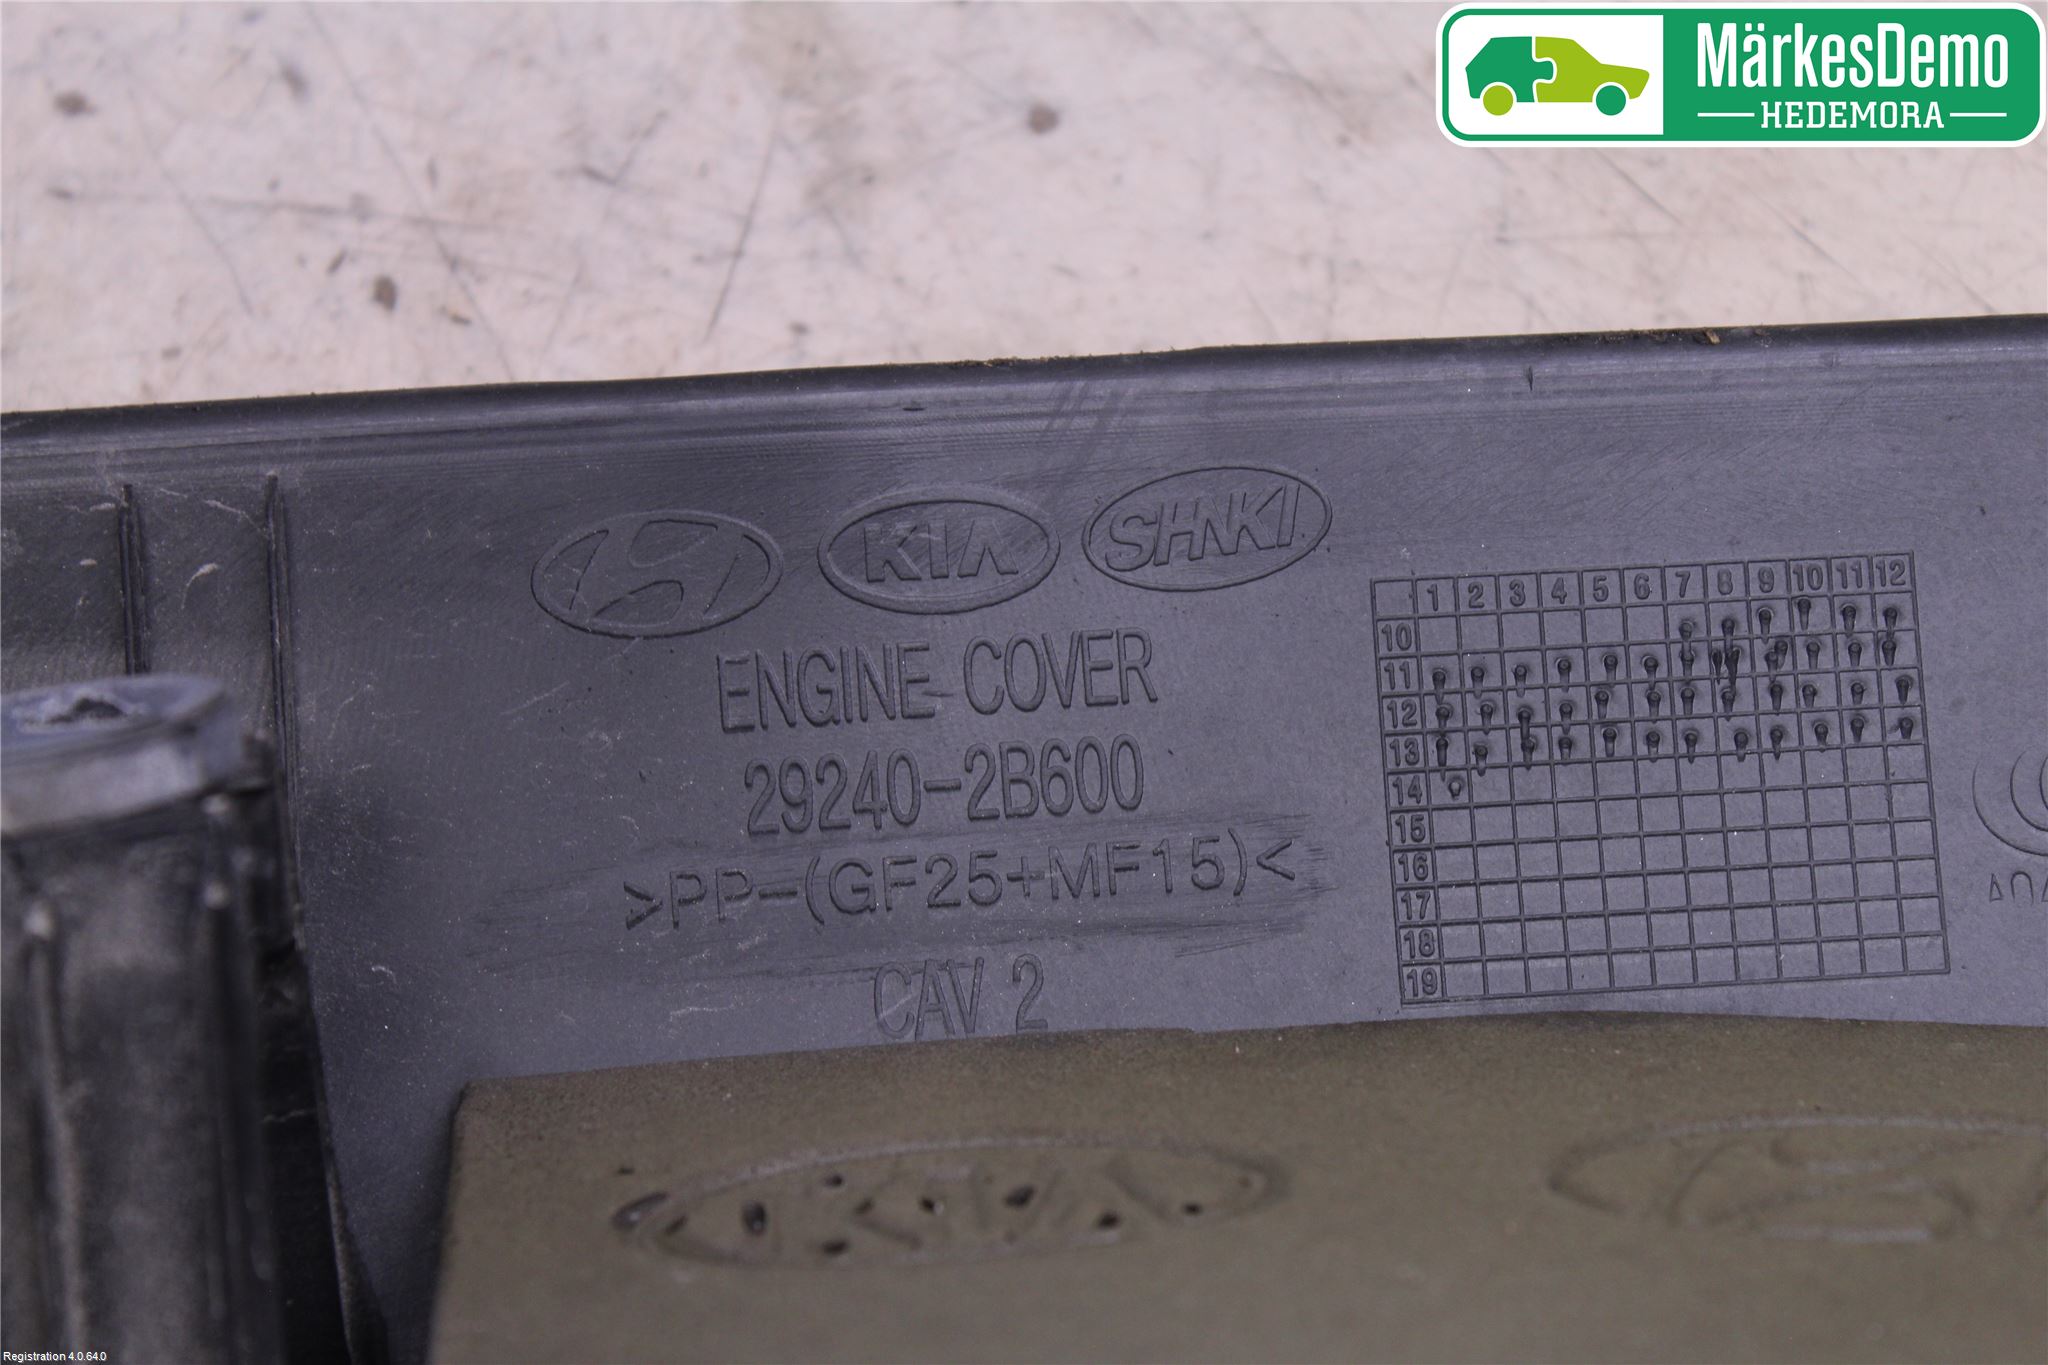 MärkesDemo
HEDEMORA
KIA
SHNKI
ENGINE COVER
29240-2B600
>PP-(GF25+MF15)<
CAV 2
1 2 3 4 5 6 7 8 9 10 11 12
10
11
12
13
14
15
16
17
18
19
KIA
Registration 4.0.64.0